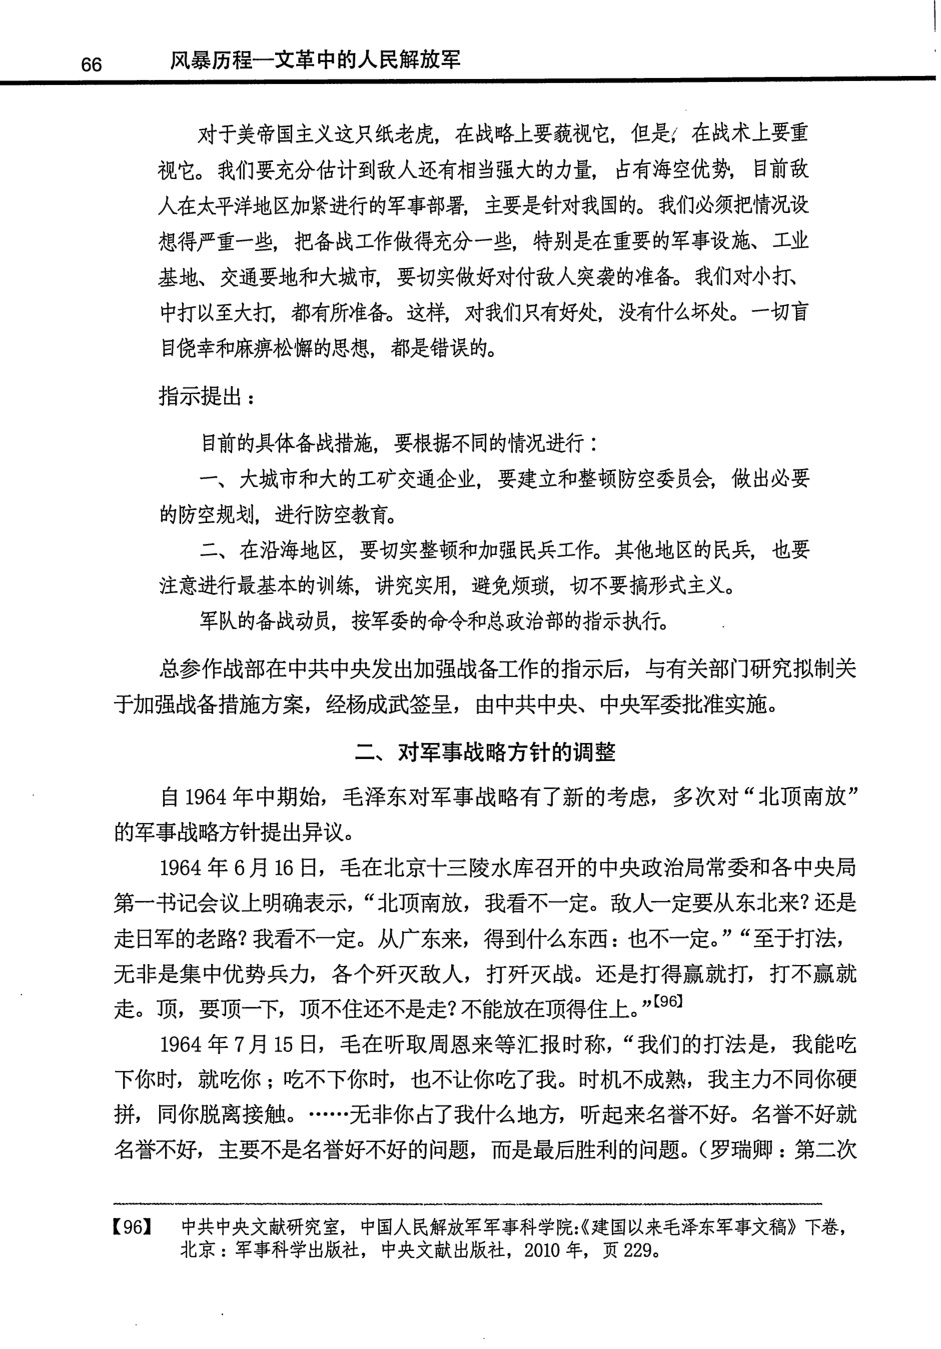 66 风暴历程—文革中的人民解放军
对于美帝国主义这只纸老虎，在战略上要藐视它，但是，在战术上要重
视它。我们要充分估计到敌人还有相当强大的力量，占有海空优势，目前敌
人在太平洋地区加紧进行的军事部署，主要是针对我国的。我们必须把情况设
想得严重一些，把备战工作做得充分一些，特别是在重要的军事设施、工业
基地、交通要地和大城市，要切实做好对付敌人突袭的准备。我们对小打、
中打以至大打，都有所准备。这样，对我们只有好处，没有什么坏处。一切盲
目侥幸和麻痹松懈的思想，都是错误的。
指示提出：
目前的具体备战措施，要根据不同的情况进行：
一、大城市和大的工矿交通企业，要建立和整顿防空委员会，做出必要
的防空规划，进行防空教育。
二、在沿海地区，要切实整顿和加强民兵工作。其他地区的民兵，也要
注意进行最基本的训练，讲究实用，避免烦琐，切不要搞形式主义。
军队的备战动员，按军委的命令和总政治部的指示执行。
总参作战部在中共中央发出加强战备工作的指示后，与有关部门研究拟制关
于加强战备措施方案，经杨成武签呈，由中共中央、中央军委批准实施。
二、对军事战略方针的调整
自 1964 年中期始，毛泽东对军事战略有了新的考虑，多次对“北顶南放”
的军事战略方针提出异议。
1964 年 6 月 16 日，毛在北京十三陵水库召开的中央政治局常委和各中央局
第一书记会议上明确表示，“北顶南放，我看不一定。敌人一定要从东北来？还是
走日军的老路？我看不一定。从广东来，得到什么东西：也不一定。”“至于打法，
无非是集中优势兵力，各个歼灭敌人，打歼灭战。还是打得赢就打，打不赢就
走。顶，要顶一下，顶不住还不是走？不能放在顶得住上。”【96】
1964 年 7 月 15 日，毛在听取周恩来等汇报时称，“我们的打法是，我能吃
下你时，就吃你；吃不下你时，也不让你吃了我。时机不成熟，我主力不同你硬
拼，同你脱离接触。……无非你占了我什么地方，听起来名誉不好。名誉不好就
名誉不好，主要不是名誉好不好的问题，而是最后胜利的问题。（罗瑞卿：第二次
【96】 中共中央文献研究室，中国人民解放军军事科学院：《建国以来毛泽东军事文稿》下卷，
北京：军事科学出版社，中央文献出版社，2010 年，页 229。